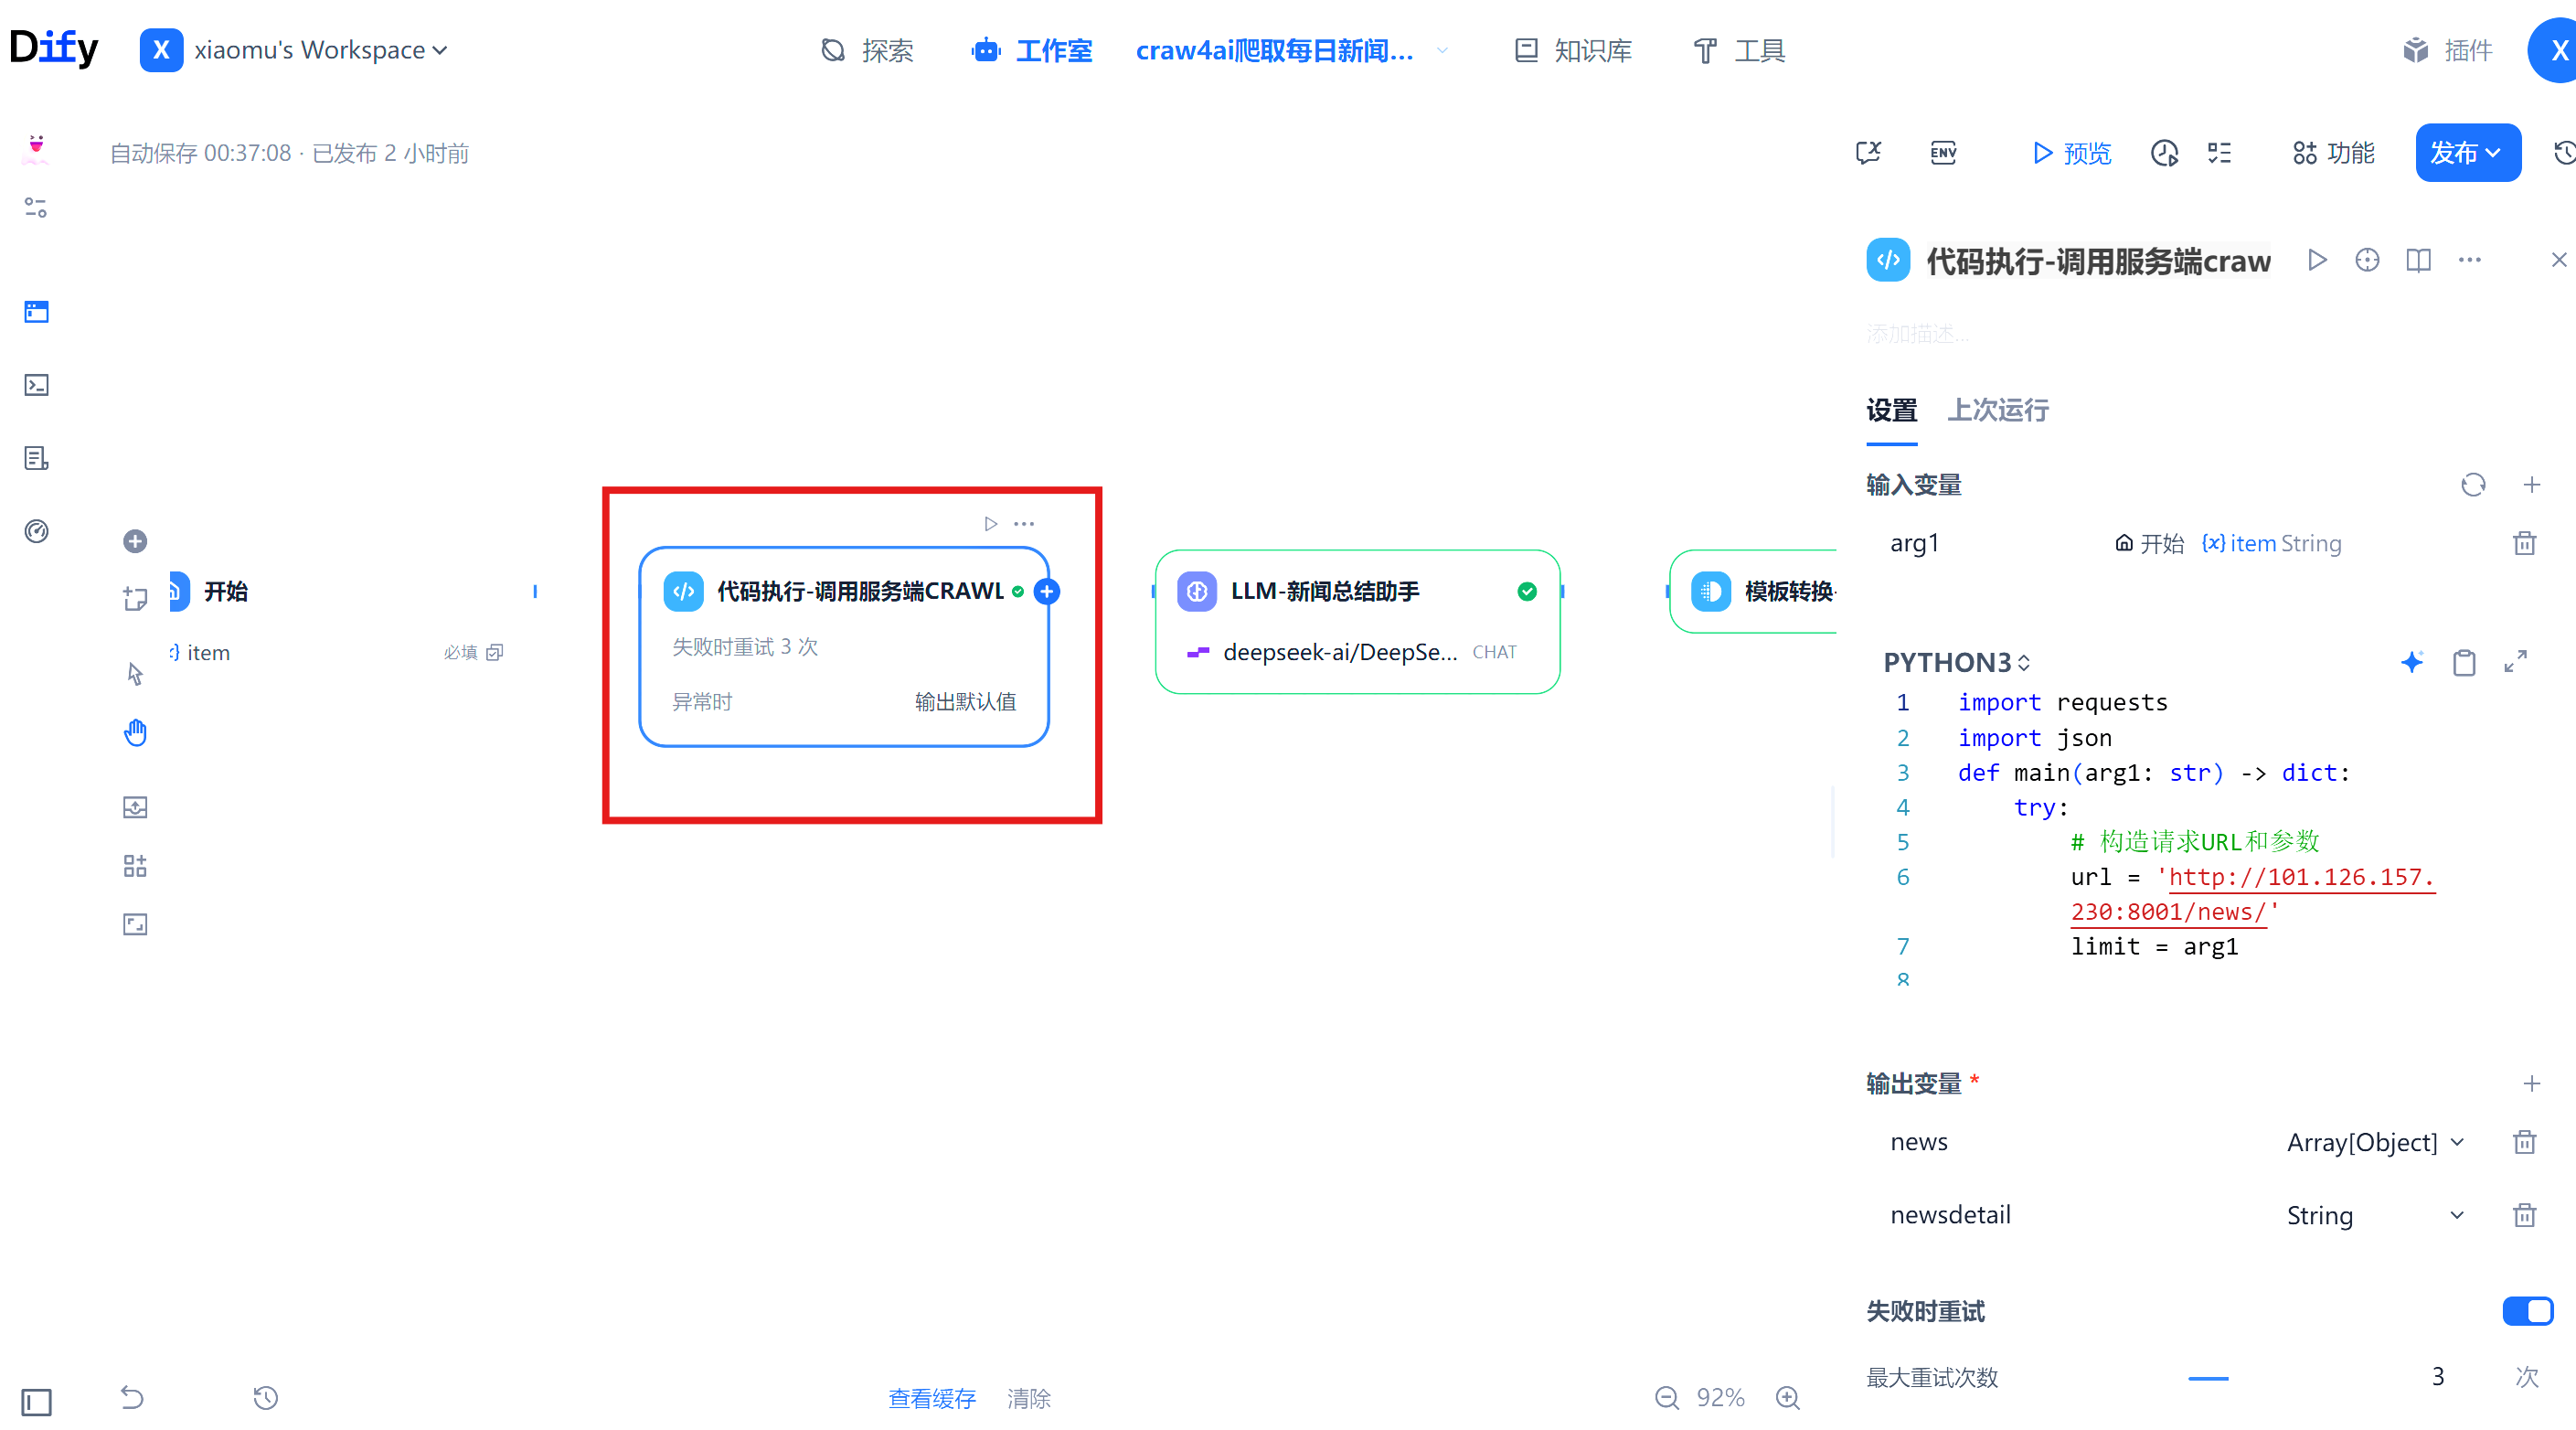 Dify
X xiaomu's Workspace
探索
工作室
craw4ai爬取每日新闻...
知识库
工具
插件
X
自动保存 00:37:08 · 已发布 2 小时前
ENV
预览
功能
发布
开始
item
必填
代码执行-调用服务端CRAWL
失败时重试 3 次
异常时 输出默认值
LLM-新闻总结助手
deepseek-ai/DeepSe... CHAT
模板转换-
查看缓存 清除
92%
代码执行-调用服务端craw
添加描述...
设置 上次运行
输入变量
arg1 开始 {x} item String
PYTHON3
1 import requests
2 import json
3 def main(arg1: str) -> dict:
4 try:
5 # 构造请求URL和参数
6 url = 'http://101.126.157.
230:8001/news/'
7 limit = arg1
8
输出变量 *
news Array[Object]
newsdetail String
失败时重试
最大重试次数 3 次